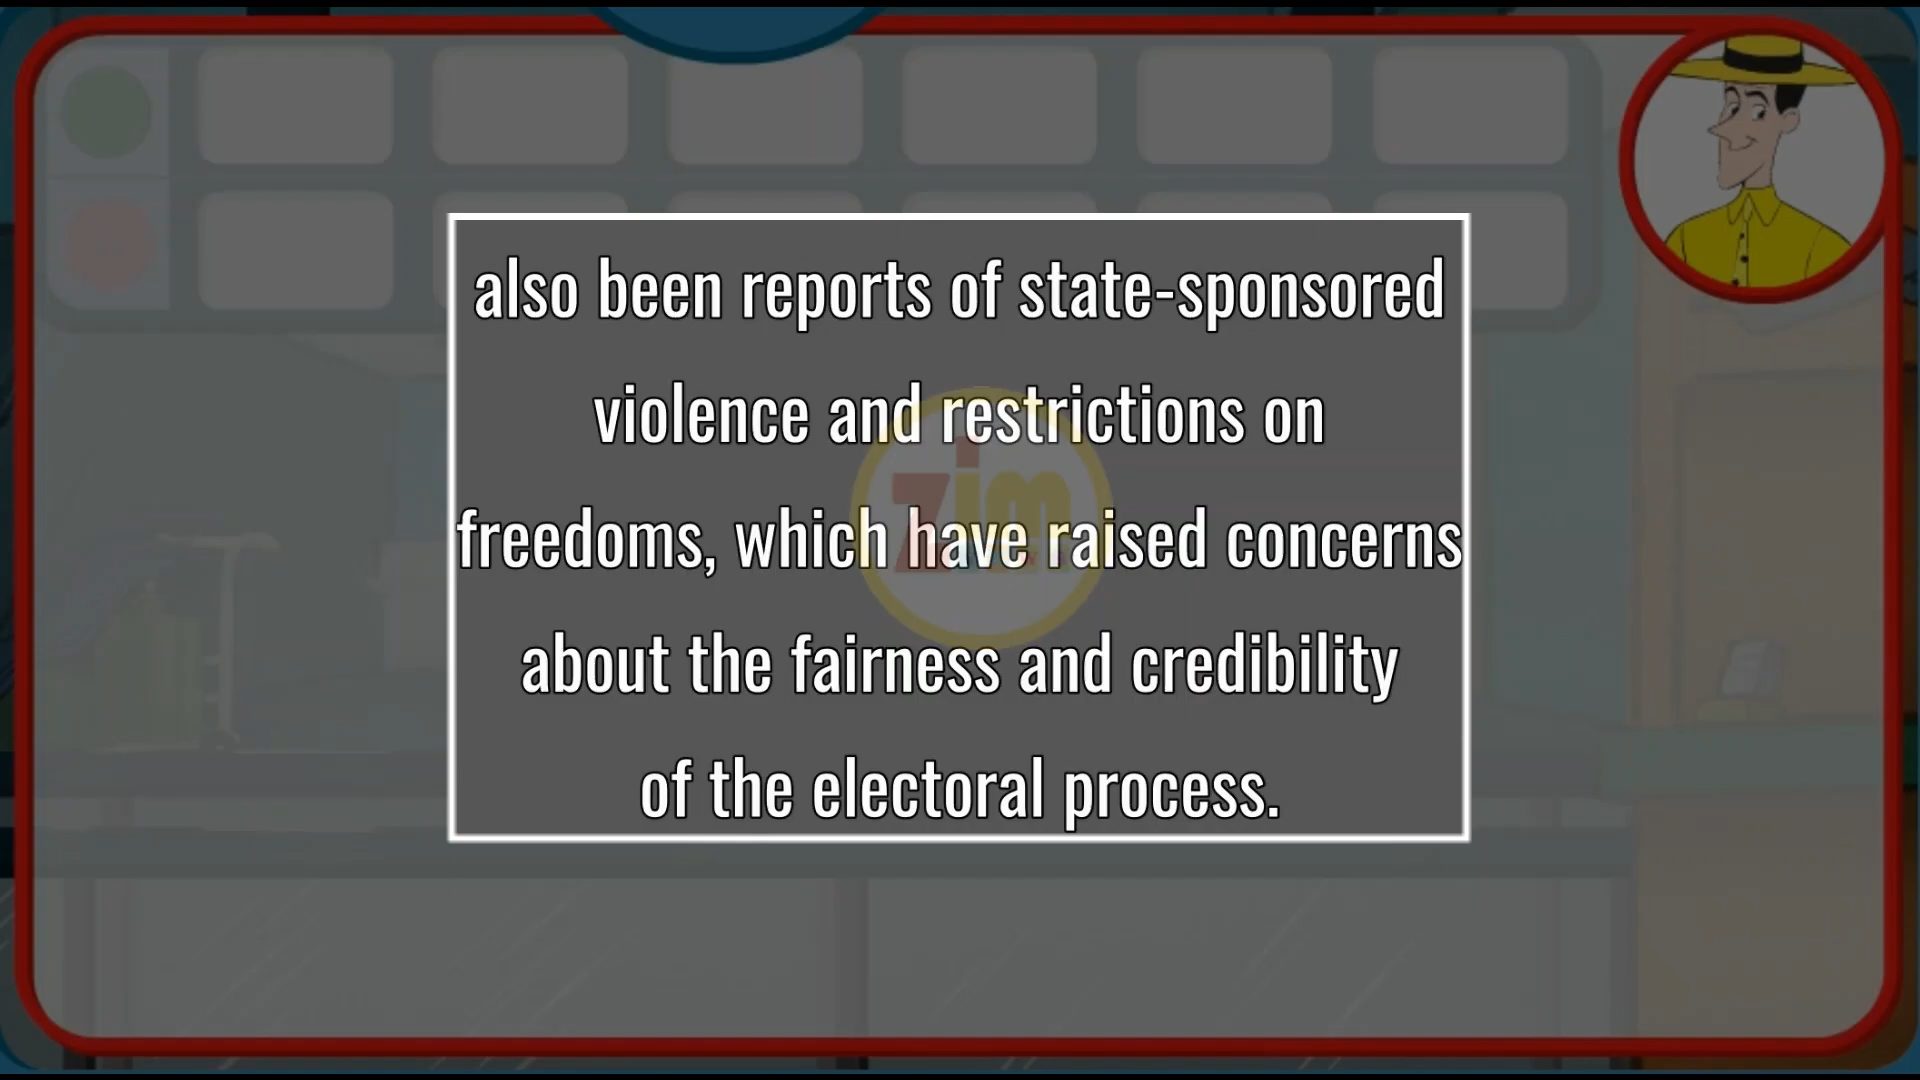 also been reports of state-sponsored
violence and restrictions on
freedoms, which have raised concerns
about the fairness and credibility
of the electoral process.
zim